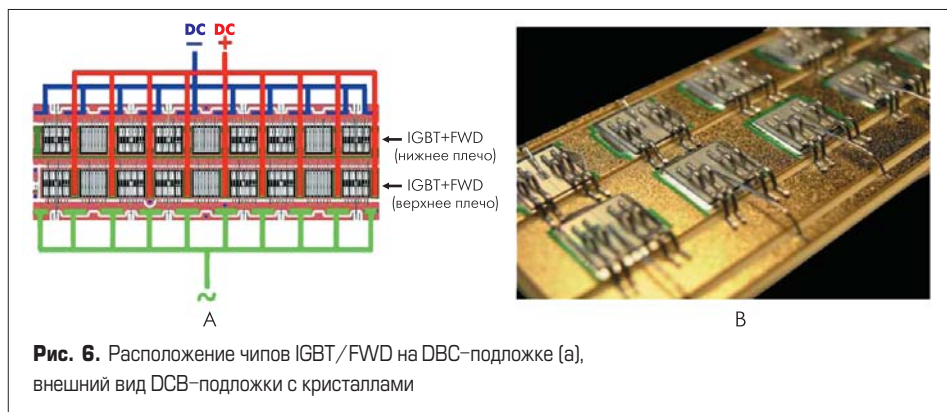 DC DC
– +
IGBT+FWD
(нижнее плечо)
IGBT+FWD
(верхнее плечо)
~
A B
Рис. 6. Расположение чипов IGBT/FWD на DBC-подложке (а),
внешний вид DCB-подложки с кристаллами